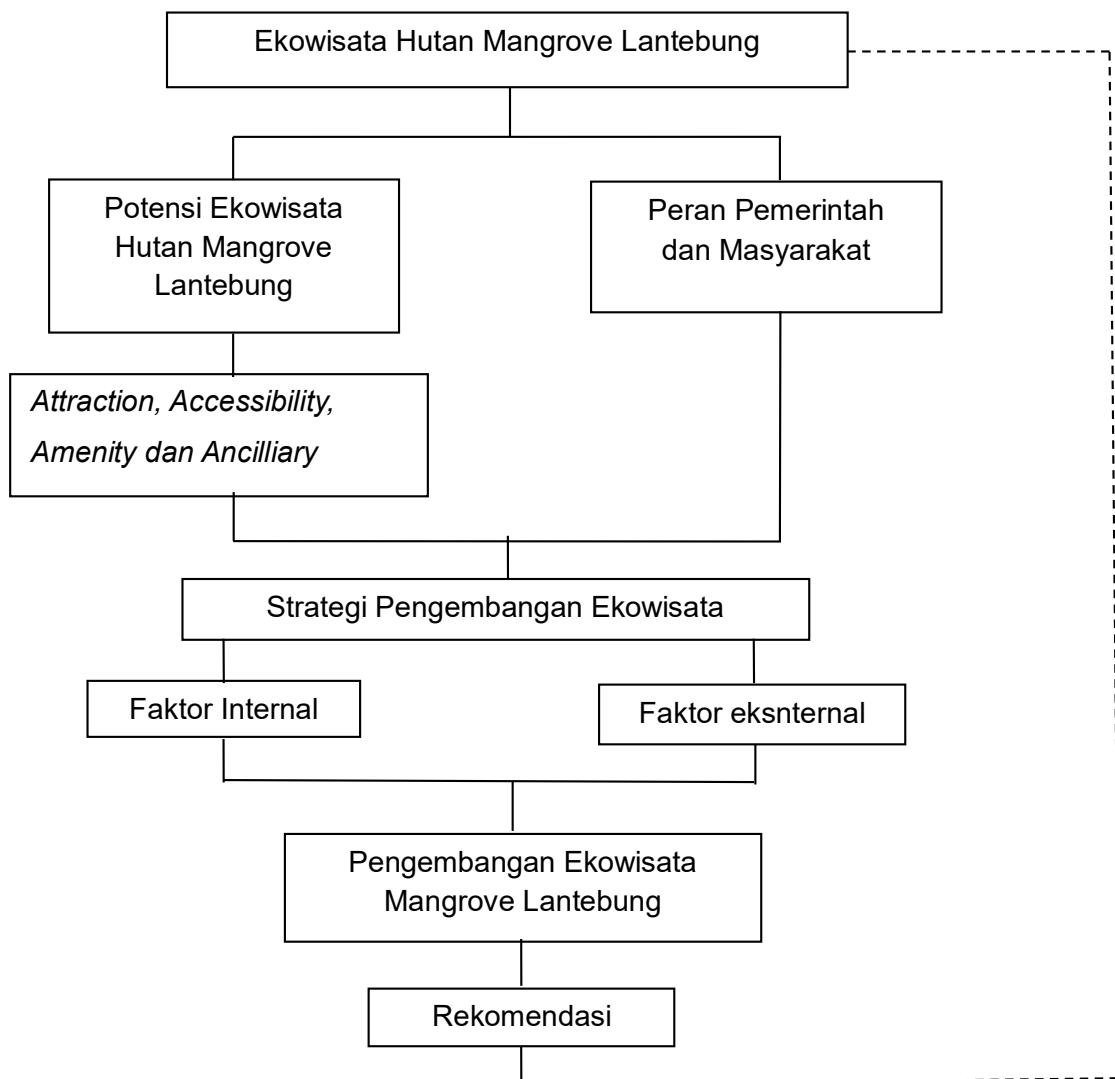 Ekowisata Hutan Mangrove Lantebung
Potensi Ekowisata
Hutan Mangrove
Lantebung
Peran Pemerintah
dan Masyarakat
Attraction, Accessibility,
Amenity dan Ancilliary
Strategi Pengembangan Ekowisata
Faktor Internal
Faktor eksnternal
Pengembangan Ekowisata
Mangrove Lantebung
Rekomendasi